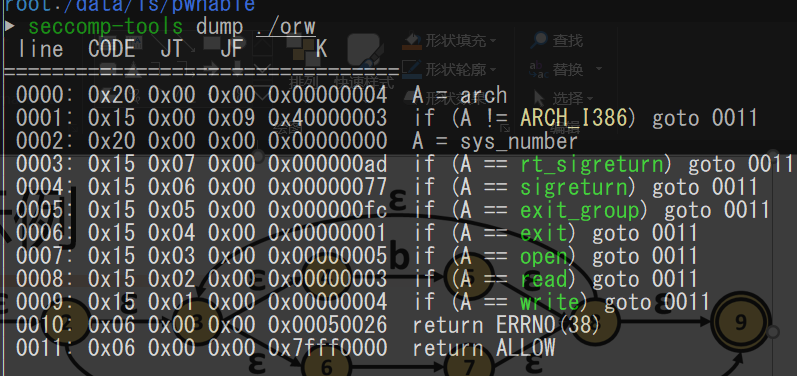 root:/data/ls/pwnable
▶ seccomp-tools dump ./orw
line CODE JT JF K
=================================
0000: 0x20 0x00 0x00 0x00000004 A = arch
0001: 0x15 0x00 0x09 0x40000003 if (A != ARCH_I386) goto 0011
0002: 0x20 0x00 0x00 0x00000000 A = sys_number
0003: 0x15 0x07 0x00 0x000000ad if (A == rt_sigreturn) goto 0011
0004: 0x15 0x06 0x00 0x00000077 if (A == sigreturn) goto 0011
0005: 0x15 0x05 0x00 0x000000fc if (A == exit_group) goto 0011
0006: 0x15 0x04 0x00 0x00000001 if (A == exit) goto 0011
0007: 0x15 0x03 0x00 0x00000005 if (A == open) goto 0011
0008: 0x15 0x02 0x00 0x00000003 if (A == read) goto 0011
0009: 0x15 0x01 0x00 0x00000004 if (A == write) goto 0011
0010: 0x06 0x00 0x00 0x00050026 return ERRNO(38)
0011: 0x06 0x00 0x00 0x7fff0000 return ALLOW
形状填充
查找
排列
快速样式
形状轮廓
替换
选择
编辑
例
ε
b
ε
ε
ε
2
3
9
ε
6
7
ε